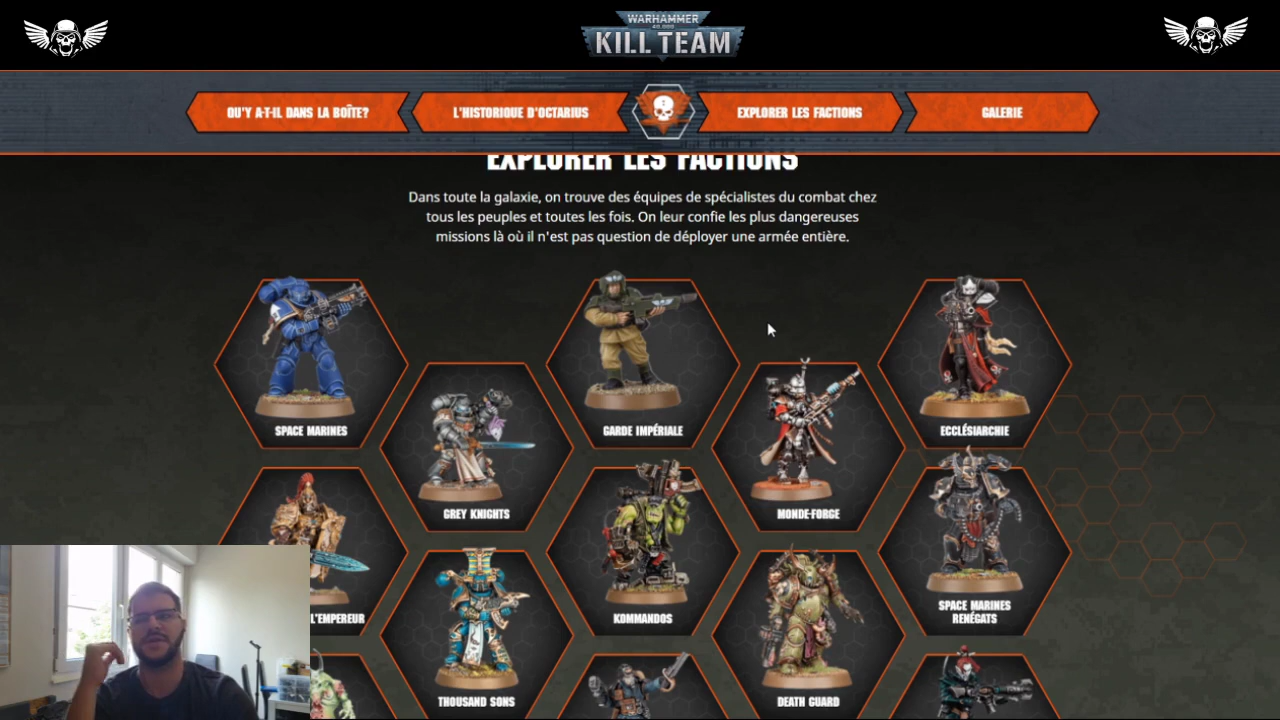 WARHAMMER
40,000
KILL TEAM
QU'Y A-T-IL DANS LA BOÎTE?
L'HISTORIQUE D'OCTARIUS
EXPLORER LES FACTIONS
GALERIE
EXPLORER LES FACTIONS
Dans toute la galaxie, on trouve des équipes de spécialistes du combat chez
tous les peuples et toutes les fois. On leur confie les plus dangereuses
missions là où il n'est pas question de déployer une armée entière.
SPACE MARINES
GARDE IMPÉRIALE
ECCLÉSIARCHIE
GREY KNIGHTS
MONDE-FORGE
L'EMPEREUR
KOMMANDOS
SPACE MARINES
RENÉGATS
THOUSAND SONS
DEATH GUARD